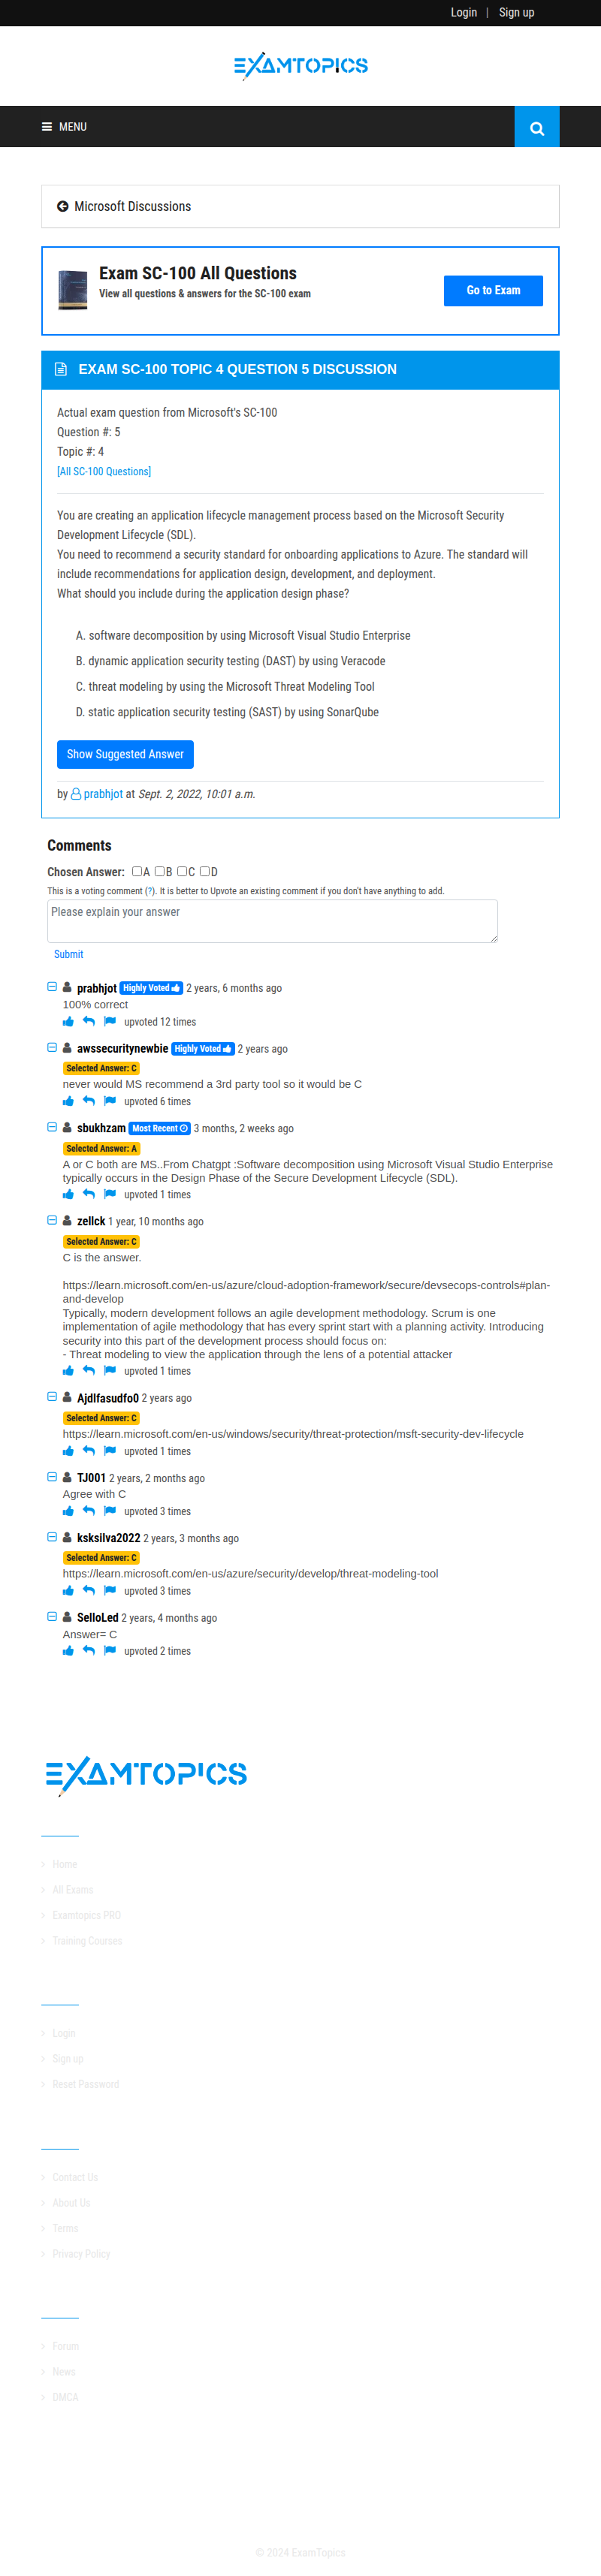 Login | Sign up
EXAMTOPICS
MENU
Microsoft Discussions
Exam SC-100 All Questions
View all questions & answers for the SC-100 exam
Go to Exam
EXAM SC-100 TOPIC 4 QUESTION 5 DISCUSSION
Actual exam question from Microsoft's SC-100
Question #: 5
Topic #: 4
[All SC-100 Questions]
You are creating an application lifecycle management process based on the Microsoft Security
Development Lifecycle (SDL).
You need to recommend a security standard for onboarding applications to Azure. The standard will
include recommendations for application design, development, and deployment.
What should you include during the application design phase?
A. software decomposition by using Microsoft Visual Studio Enterprise
B. dynamic application security testing (DAST) by using Veracode
C. threat modeling by using the Microsoft Threat Modeling Tool
D. static application security testing (SAST) by using SonarQube
Show Suggested Answer
by prabhjot at Sept. 2, 2022, 10:01 a.m.
Comments
Chosen Answer: A B C D
This is a voting comment (?). It is better to Upvote an existing comment if you don't have anything to add.
Please explain your answer
Submit
prabhjot Highly Voted 2 years, 6 months ago
100% correct
upvoted 12 times
awssecuritynewbie Highly Voted 2 years ago
Selected Answer: C
never would MS recommend a 3rd party tool so it would be C
upvoted 6 times
sbukhzam Most Recent 3 months, 2 weeks ago
Selected Answer: A
A or C both are MS..From Chatgpt :Software decomposition using Microsoft Visual Studio Enterprise
typically occurs in the Design Phase of the Secure Development Lifecycle (SDL).
upvoted 1 times
zellck 1 year, 10 months ago
Selected Answer: C
C is the answer.
https://learn.microsoft.com/en-us/azure/cloud-adoption-framework/secure/devsecops-controls#plan-
and-develop
Typically, modern development follows an agile development methodology. Scrum is one
implementation of agile methodology that has every sprint start with a planning activity. Introducing
security into this part of the development process should focus on:
- Threat modeling to view the application through the lens of a potential attacker
upvoted 1 times
Ajdlfasudfo0 2 years ago
Selected Answer: C
https://learn.microsoft.com/en-us/windows/security/threat-protection/msft-security-dev-lifecycle
upvoted 1 times
TJ001 2 years, 2 months ago
Agree with C
upvoted 3 times
ksksilva2022 2 years, 3 months ago
Selected Answer: C
https://learn.microsoft.com/en-us/azure/security/develop/threat-modeling-tool
upvoted 3 times
SelloLed 2 years, 4 months ago
Answer= C
upvoted 2 times
EXAMTOPICS
Home
All Exams
Examtopics PRO
Training Courses
Login
Sign up
Reset Password
Contact Us
About Us
Terms
Privacy Policy
Forum
News
DMCA
© 2024 ExamTopics